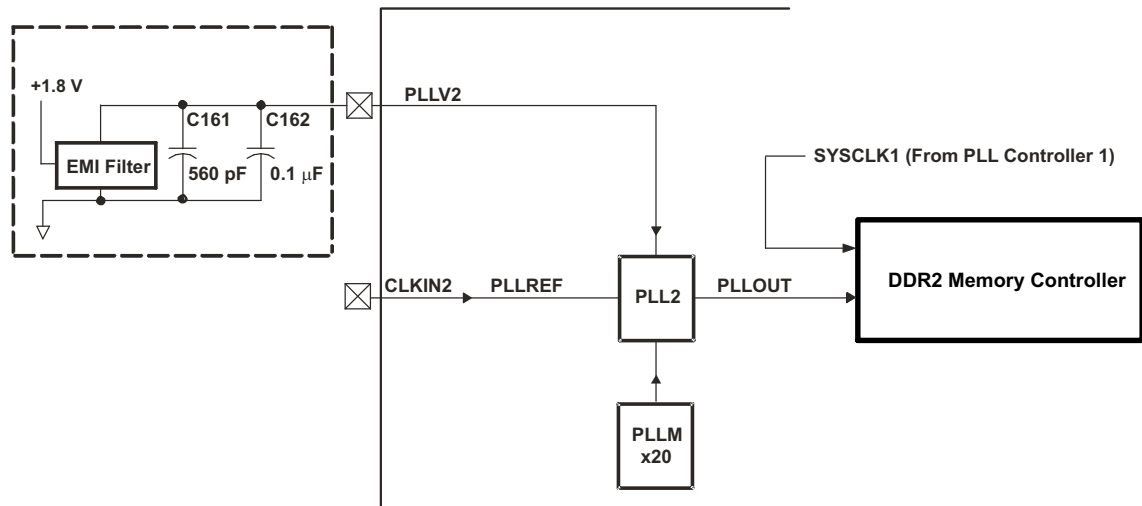 +1.8 V
PLLV2
C161
C162
EMI Filter
560 pF
0.1 μF
SYSCLK1 (From PLL Controller 1)
CLKIN2
PLLREF
PLL2
PLLOUT
DDR2 Memory Controller
PLLM
x20